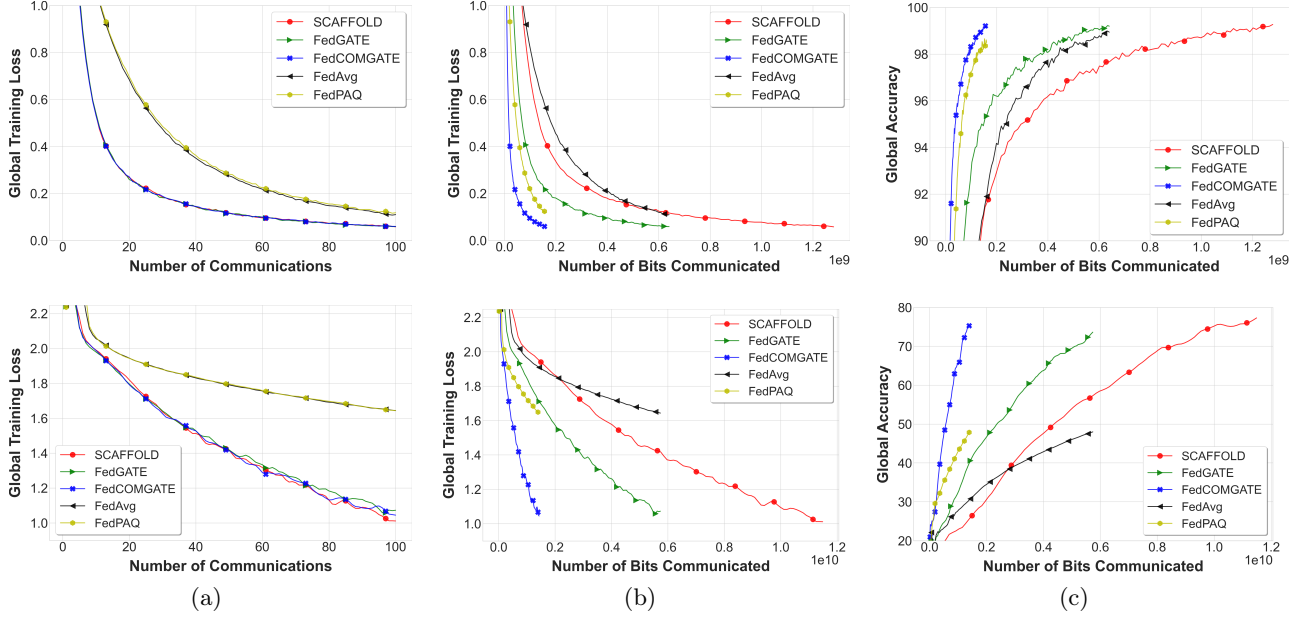 1.0
0.8
0.6
0.4
0.2
0.0
Global Training Loss
0 20 40 60 80 100
Number of Communications
SCAFFOLD
FedGATE
FedCOMGATE
FedAvg
FedPAQ
1.0
0.8
0.6
0.4
0.2
0.0
Global Training Loss
0.0 0.2 0.4 0.6 0.8 1.0 1.2
1e9
Number of Bits Communicated
SCAFFOLD
FedGATE
FedCOMGATE
FedAvg
FedPAQ
100
98
96
94
92
90
Global Accuracy
0.0 0.2 0.4 0.6 0.8 1.0 1.2
1e9
Number of Bits Communicated
SCAFFOLD
FedGATE
FedCOMGATE
FedAvg
FedPAQ
2.2
2.0
1.8
1.6
1.4
1.2
1.0
Global Training Loss
0 20 40 60 80 100
Number of Communications
SCAFFOLD
FedGATE
FedCOMGATE
FedAvg
FedPAQ
2.2
2.0
1.8
1.6
1.4
1.2
1.0
Global Training Loss
0.0 0.2 0.4 0.6 0.8 1.0
1e10
Number of Bits Communicated
SCAFFOLD
FedGATE
FedCOMGATE
FedAvg
FedPAQ
80
70
60
50
40
30
20
Global Accuracy
0.0 0.2 0.4 0.6 0.8 1.0 1.2
1e10
Number of Bits Communicated
SCAFFOLD
FedGATE
FedCOMGATE
FedAvg
FedPAQ
(a) (b) (c)